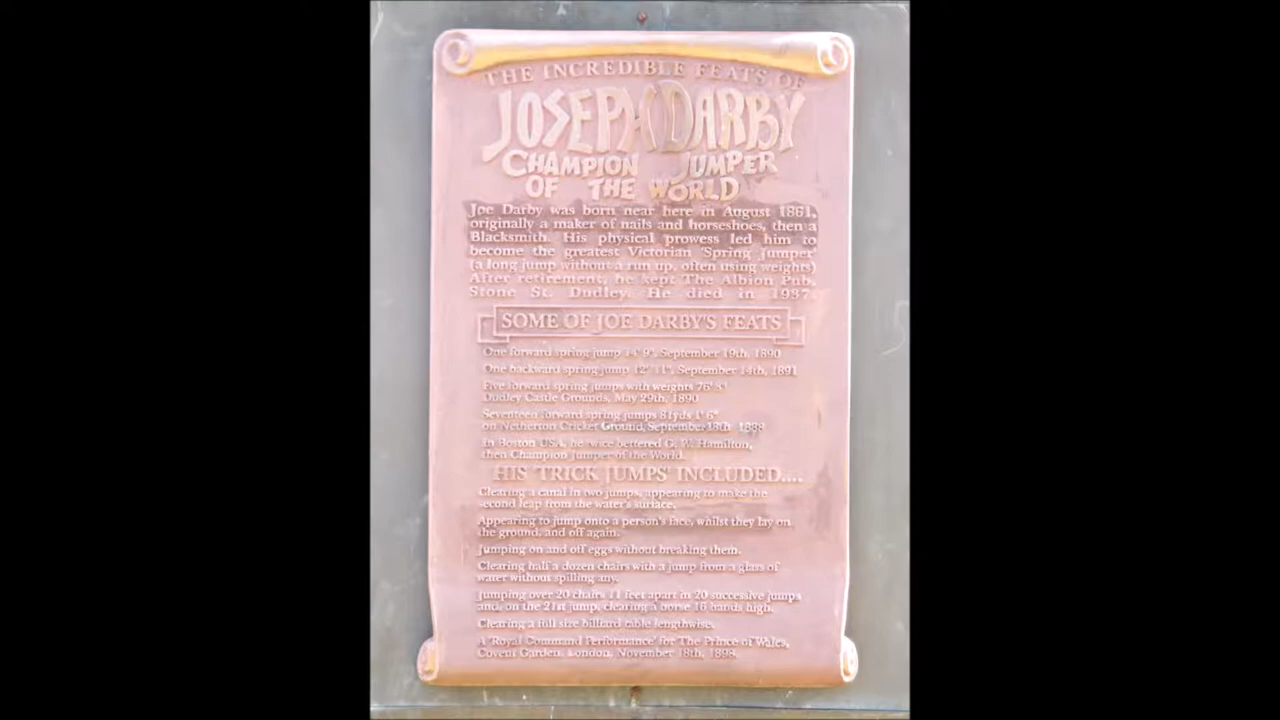 THE INCREDIBLE FEATS OF
JOSEPH DARBY
CHAMPION JUMPER
OF THE WORLD
Joe Darby was born near here in August 1861,
originally a maker of nails and horseshoes, then a
Blacksmith. His physical prowess led him to
become the greatest Victorian 'Spring Jumper'
(a long jump without a run up, often using weights)
After retirement, he kept The Albion Pub,
Stone St. Dudley. He died in 1937.
SOME OF JOE DARBY'S FEATS
One forward spring jump 14' 9", September 19th, 1890
One backward spring jump 12' 11", September 14th, 1891
Five forward spring jumps with weights 76' 3"
Dudley Castle Grounds, May 29th, 1890
Seventeen forward spring jumps 81yds 1' 6"
on Netherton Cricket Ground, September 18th 1888
In Boston USA, he twice bettered G. W. Hamilton,
then Champion Jumper of the World.
HIS 'TRICK JUMPS' INCLUDED....
Clearing a canal in two jumps, appearing to make the
second leap from the water's surface.
Appearing to jump onto a person's face, whilst they lay on
the ground, and off again.
Jumping on and off eggs without breaking them.
Clearing half a dozen chairs with a jump from a glass of
water without spilling any.
Jumping over 20 chairs 11 feet apart in 20 successive jumps
and, on the 21st jump, clearing a horse 16 hands high.
Clearing a full size billiard table lengthwise.
A 'Royal Command Performance' for The Prince of Wales,
Covent Garden, London, November 18th,